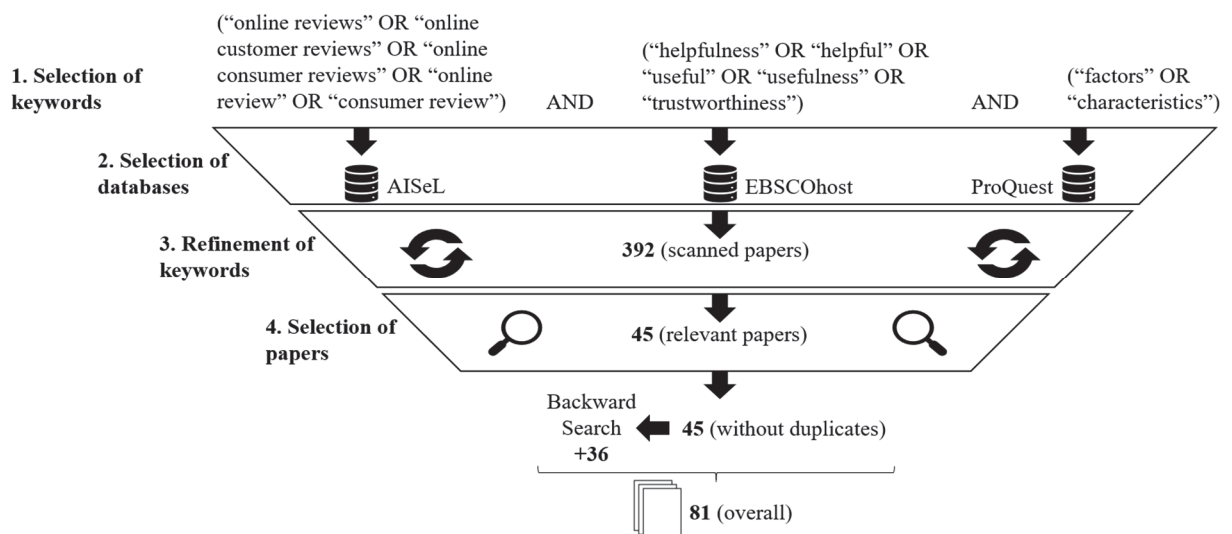 1. Selection of
keywords
(“online reviews” OR “online
customer reviews” OR “online
consumer reviews” OR “online
review” OR “consumer review”)
AND
(“helpfulness” OR “helpful” OR
“useful” OR “usefulness” OR
“trustworthiness”)
AND
(“factors” OR
“characteristics”)
2. Selection of
databases
AISeL
EBSCOhost
ProQuest
3. Refinement of
keywords
392 (scanned papers)
4. Selection of
papers
45 (relevant papers)
Backward
Search
+36
45 (without duplicates)
81 (overall)